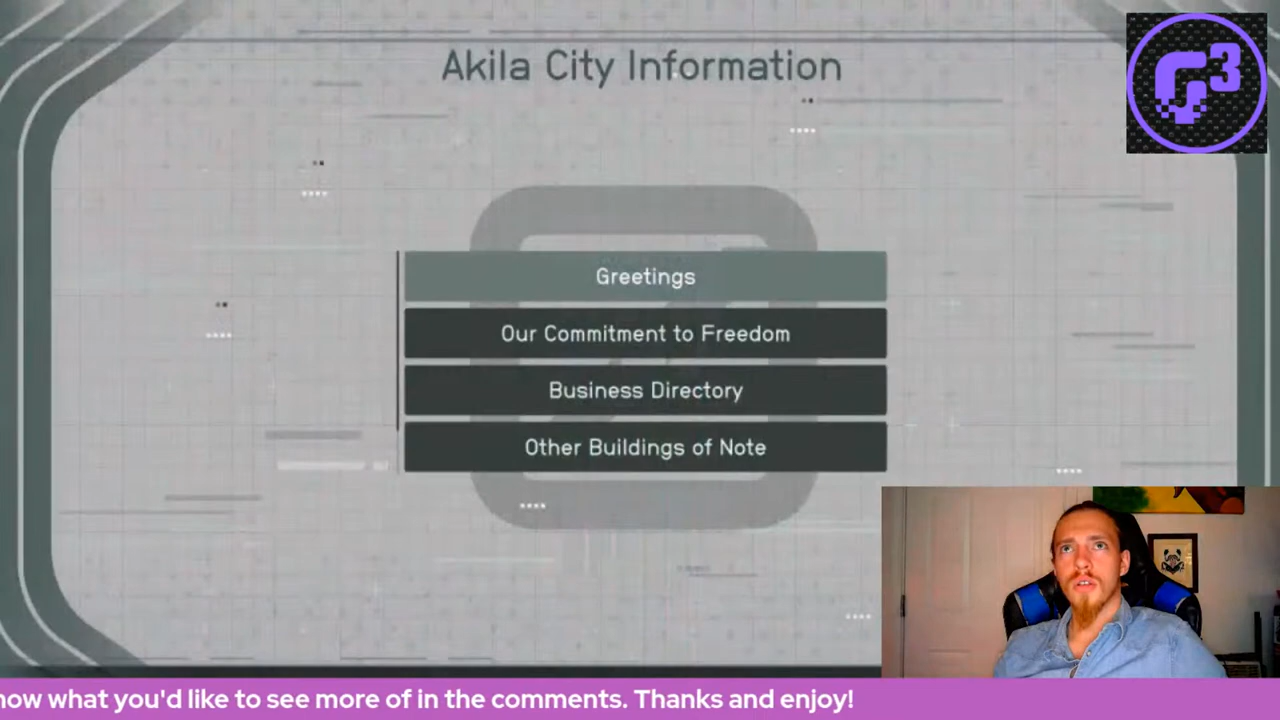 Akila City Information
G3
Greetings
Our Commitment to Freedom
Business Directory
Other Buildings of Note
now what you'd like to see more of in the comments. Thanks and enjoy!